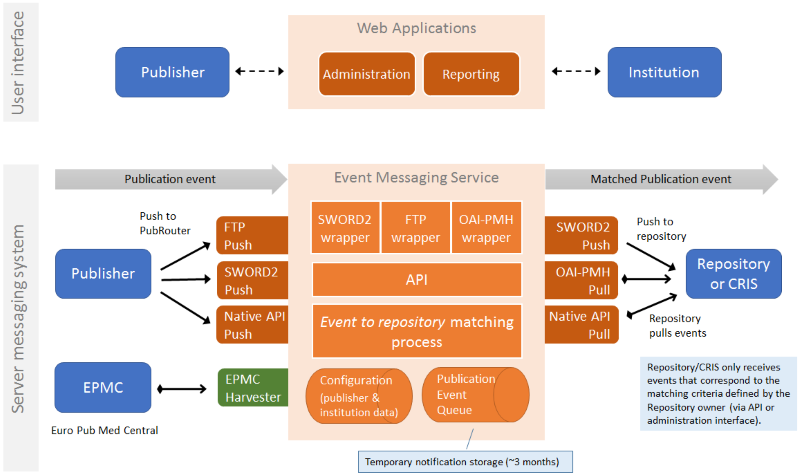 User interface
Web Applications
Publisher
Administration
Reporting
Institution
Server messaging system
Publication event
Event Messaging Service
Matched Publication event
Push to
PubRouter
FTP
Push
SWORD2
wrapper
FTP
wrapper
OAI-PMH
wrapper
SWORD2
Push
Push to
repository
Publisher
SWORD2
Push
API
OAI-PMH
Pull
Repository
or CRIS
Native API
Push
Event to repository matching
process
Native API
Pull
Repository
pulls events
EPMC
EPMC
Harvester
Configuration
(publisher &
institution data)
Publication
Event
Queue
Repository/CRIS only receives
events that correspond to the
matching criteria defined by the
Repository owner (via API or
administration interface).
Euro Pub Med Central
Temporary notification storage (~3 months)